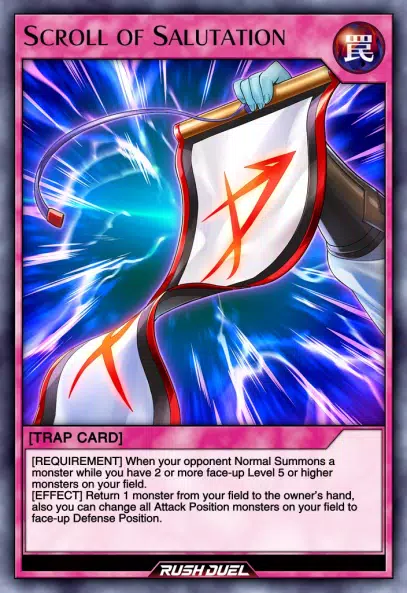 SCROLL OF SALUTATION
罠
[TRAP CARD]
[REQUIREMENT] When your opponent Normal Summons a
monster while you have 2 or more face-up Level 5 or higher
monsters on your field.
[EFFECT] Return 1 monster from your field to the owner's hand,
also you can change all Attack Position monsters on your field to
face-up Defense Position.
RUSH DUEL